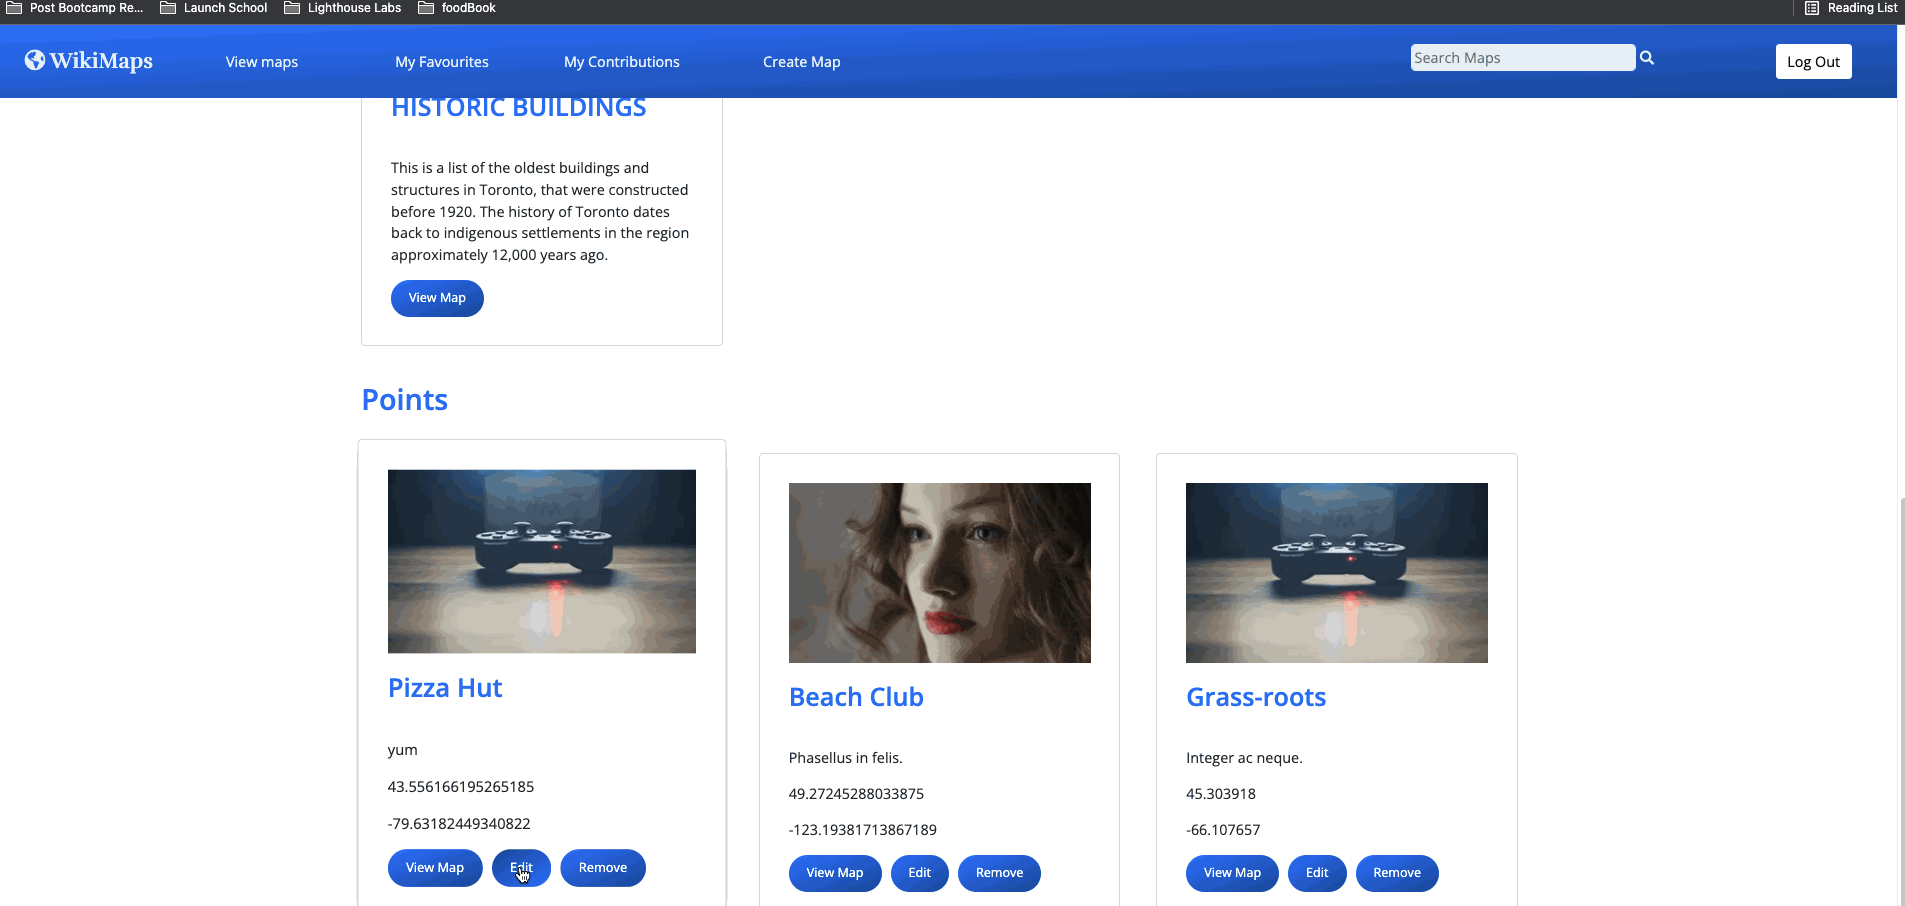 Post Bootcamp Re... Launch School Lighthouse Labs foodBook Reading List
WikiMaps View maps My Favourites My Contributions Create Map Search Maps Log Out
HISTORIC BUILDINGS
This is a list of the oldest buildings and
structures in Toronto, that were constructed
before 1920. The history of Toronto dates
back to indigenous settlements in the region
approximately 12,000 years ago.
View Map
Points
Pizza Hut
yum
43.556166195265185
-79.63182449340822
View Map Edit Remove
Beach Club
Phasellus in felis.
49.27245288033875
-123.19381713867189
View Map Edit Remove
Grass-roots
Integer ac neque.
45.303918
-66.107657
View Map Edit Remove